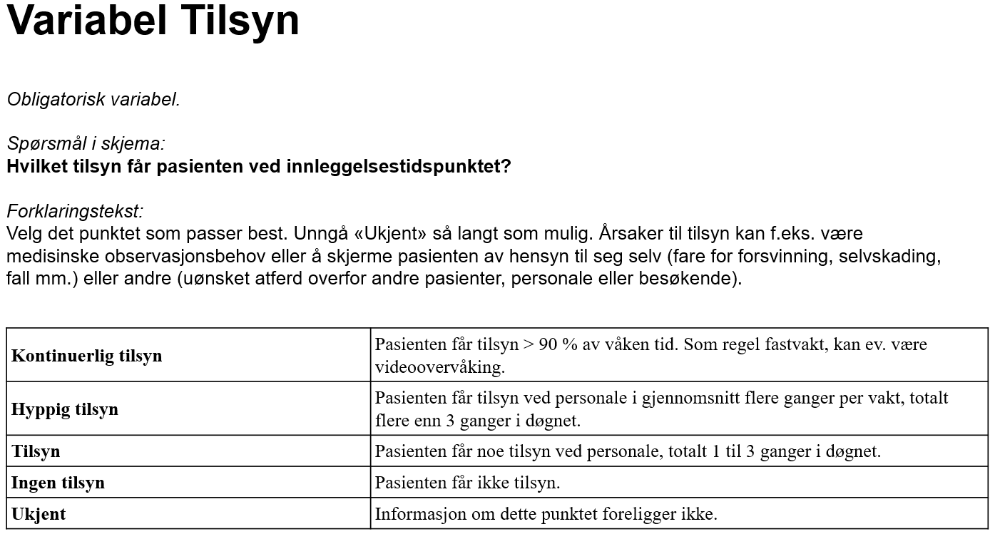 Variabel Tilsyn
Obligatorisk variabel.
Spørsmål i skjema:
Hvilket tilsyn får pasienten ved innleggelsestidspunktet?
Forklaringstekst:
Velg det punktet som passer best. Unngå «Ukjent» så langt som mulig. Årsaker til tilsyn kan f.eks. være
medisinske observasjonsbehov eller å skjerme pasienten av hensyn til seg selv (fare for forsvinning, selvskading,
fall mm.) eller andre (uønsket atferd overfor andre pasienter, personale eller besøkende).
Kontinuerlig tilsyn
Pasienten får tilsyn > 90 % av våken tid. Som regel fastvakt, kan ev. være
videoovervåking.
Hyppig tilsyn
Pasienten får tilsyn ved personale i gjennomsnitt flere ganger per vakt, totalt
flere enn 3 ganger i døgnet.
Tilsyn
Pasienten får noe tilsyn ved personale, totalt 1 til 3 ganger i døgnet.
Ingen tilsyn
Pasienten får ikke tilsyn.
Ukjent
Informasjon om dette punktet foreligger ikke.